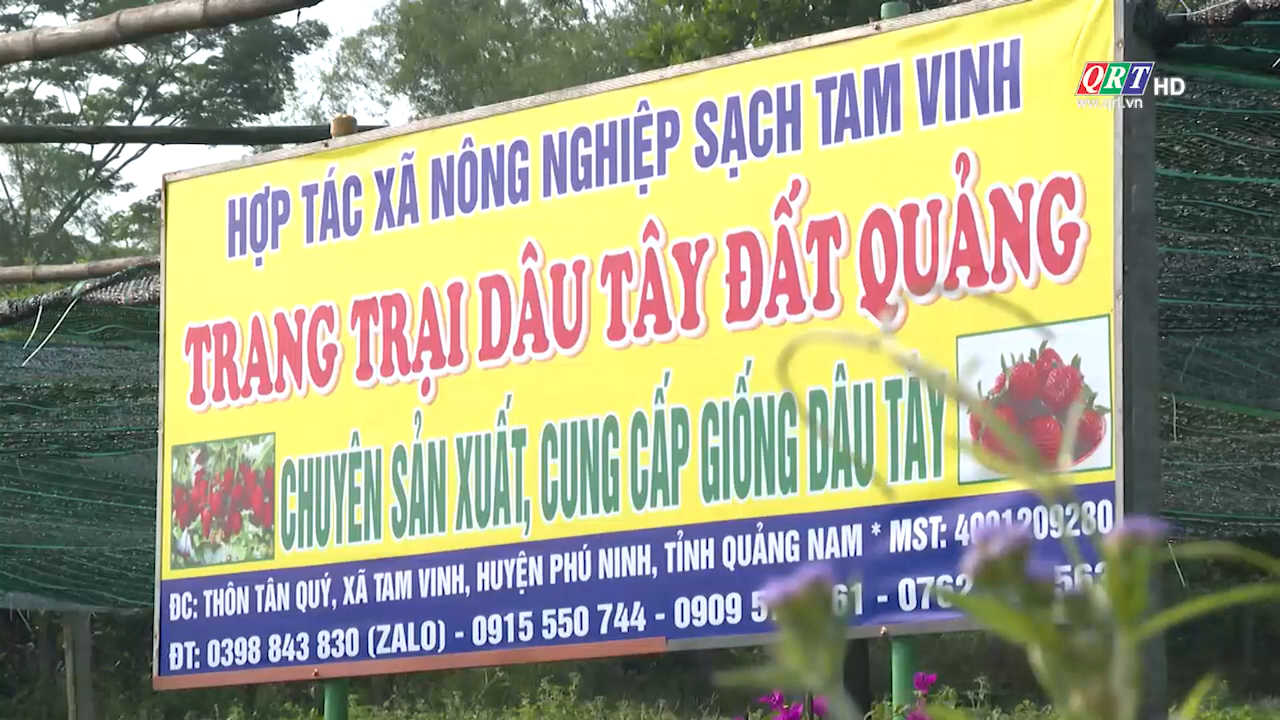 QRT HD
www.qrt.vn
HỢP TÁC XÃ NÔNG NGHIỆP SẠCH TAM VINH
TRANG TRẠI DÂU TÂY ĐẤT QUẢNG
CHUYÊN SẢN XUẤT, CUNG CẤP GIỐNG DÂU TÂY
ĐC: THÔN TÂN QUÝ, XÃ TAM VINH, HUYỆN PHÚ NINH, TỈNH QUẢNG NAM * MST: 4001209280
ĐT: 0398 843 830 (ZALO) - 0915 550 744 - 0909